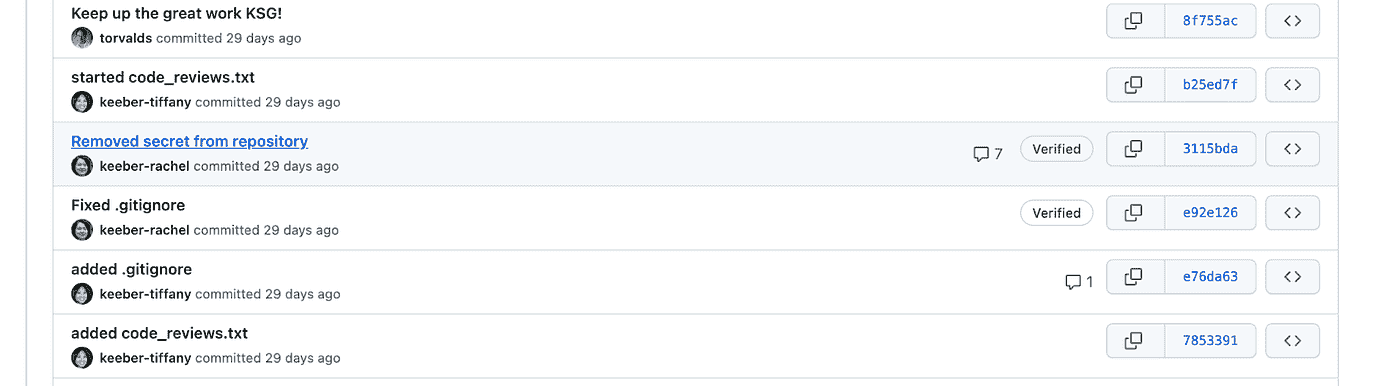 Keep up the great work KSG!
torvalds committed 29 days ago
8f755ac
started code_reviews.txt
keeber-tiffany committed 29 days ago
b25ed7f
Removed secret from repository
keeber-rachel committed 29 days ago
7
Verified
3115bda
Fixed .gitignore
keeber-rachel committed 29 days ago
Verified
e92e126
added .gitignore
keeber-tiffany committed 29 days ago
1
e76da63
added code_reviews.txt
keeber-tiffany committed 29 days ago
7853391